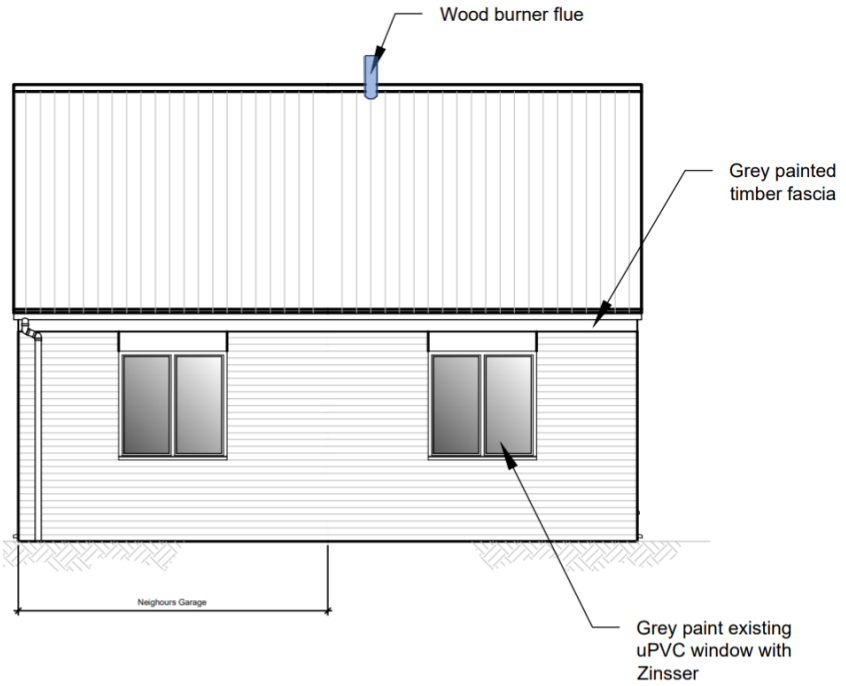 Wood burner flue
Grey painted
timber fascia
Neighours Garage
Grey paint existing
uPVC window with
Zinsser